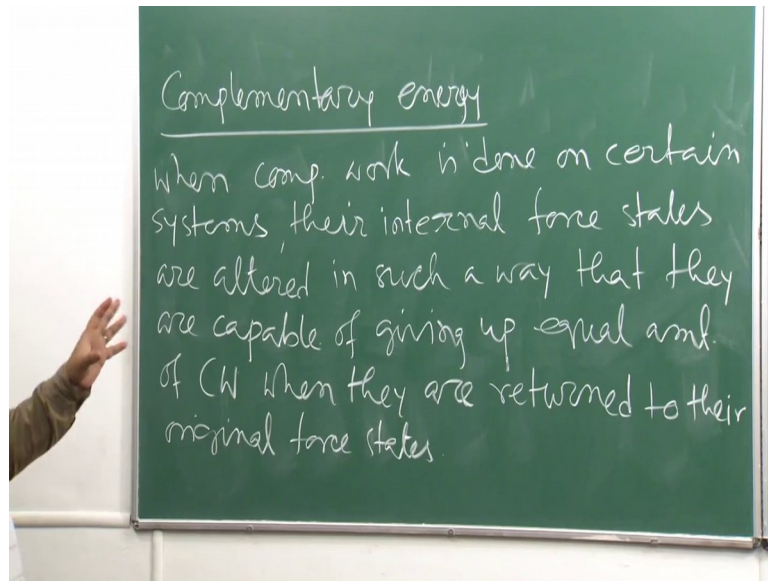 Complementary energy
When comp. work is done on certain
systems, their internal force states
are altered in such a way that they
are capable of giving up equal amt.
of CW when they are returned to their
original force states.